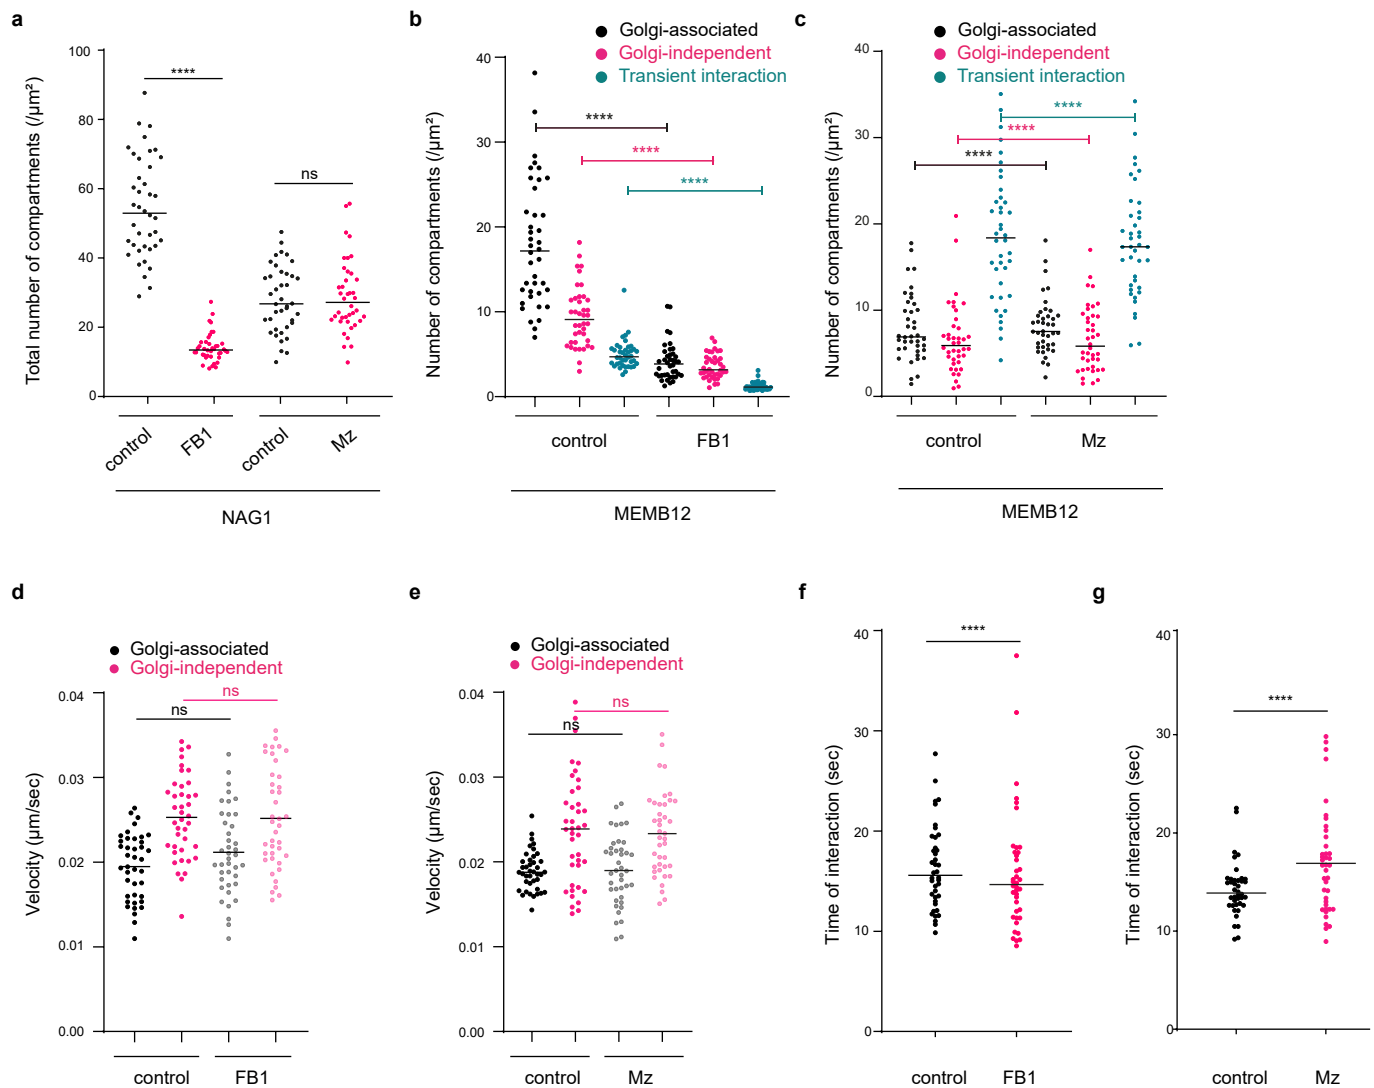 a
Total number of compartments (/µm²)
100
80
60
40
20
0
****
ns
control
FB1
control
Mz
NAG1
b
Golgi-associated
Golgi-independent
Transient interaction
Number of compartments (/µm²)
40
30
20
10
0
****
****
****
control
FB1
MEMB12
c
Golgi-associated
Golgi-independent
Transient interaction
Number of compartments (/µm²)
40
30
20
10
0
****
****
****
control
Mz
MEMB12
d
Golgi-associated
Golgi-independent
Velocity (µm/sec)
0.04
0.03
0.02
0.01
0.00
ns
ns
control
FB1
e
Golgi-associated
Golgi-independent
Velocity (µm/sec)
0.04
0.03
0.02
0.01
0.00
ns
ns
control
Mz
f
Time of interaction (sec)
40
30
20
10
0
****
control
FB1
g
Time of interaction (sec)
40
30
20
10
0
****
control
Mz